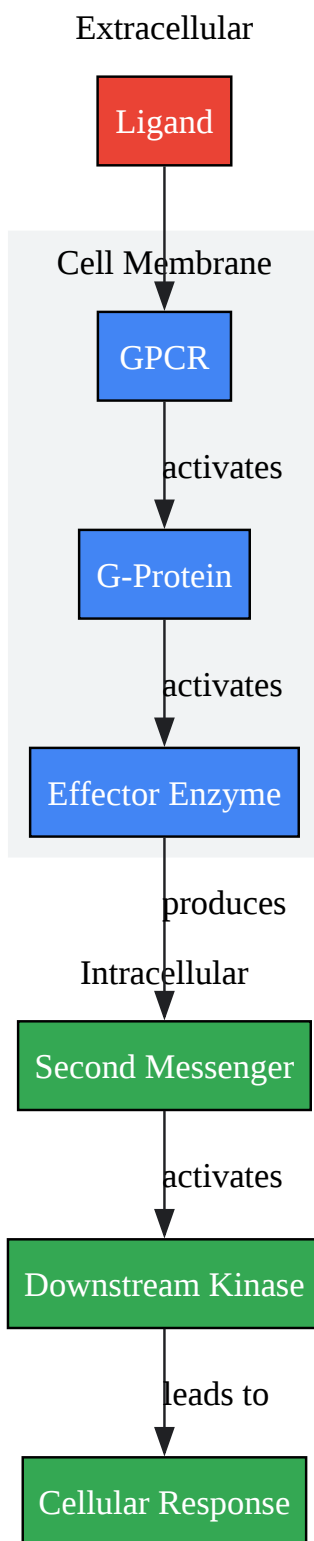 Extracellular
Ligand
Cell Membrane
GPCR
activates
G-Protein
activates
Effector Enzyme
produces
Intracellular
Second Messenger
activates
Downstream Kinase
leads to
Cellular Response